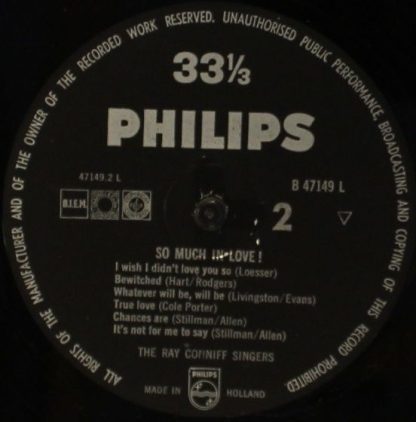 ALL RIGHTS OF THE MANUFACTURER AND OF THE OWNER OF THE RECORDED WORK RESERVED. UNAUTHORISED PUBLIC PERFORMANCE BROADCASTING AND COPYING OF THIS RECORD PROHIBITED
33⅓
PHILIPS
47149.2 L
B 47149 L
B.I.E.M.
2
SO MUCH IN LOVE!
I wish I didn't love you so (Loesser)
Bewitched (Hart/Rodgers)
Whatever will be, will be (Livingston/Evans)
True love (Cole Porter)
Chances are (Stillman/Allen)
It's not for me to say (Stillman/Allen)
THE RAY CONNIFF SINGERS
PHILIPS
MADE IN HOLLAND